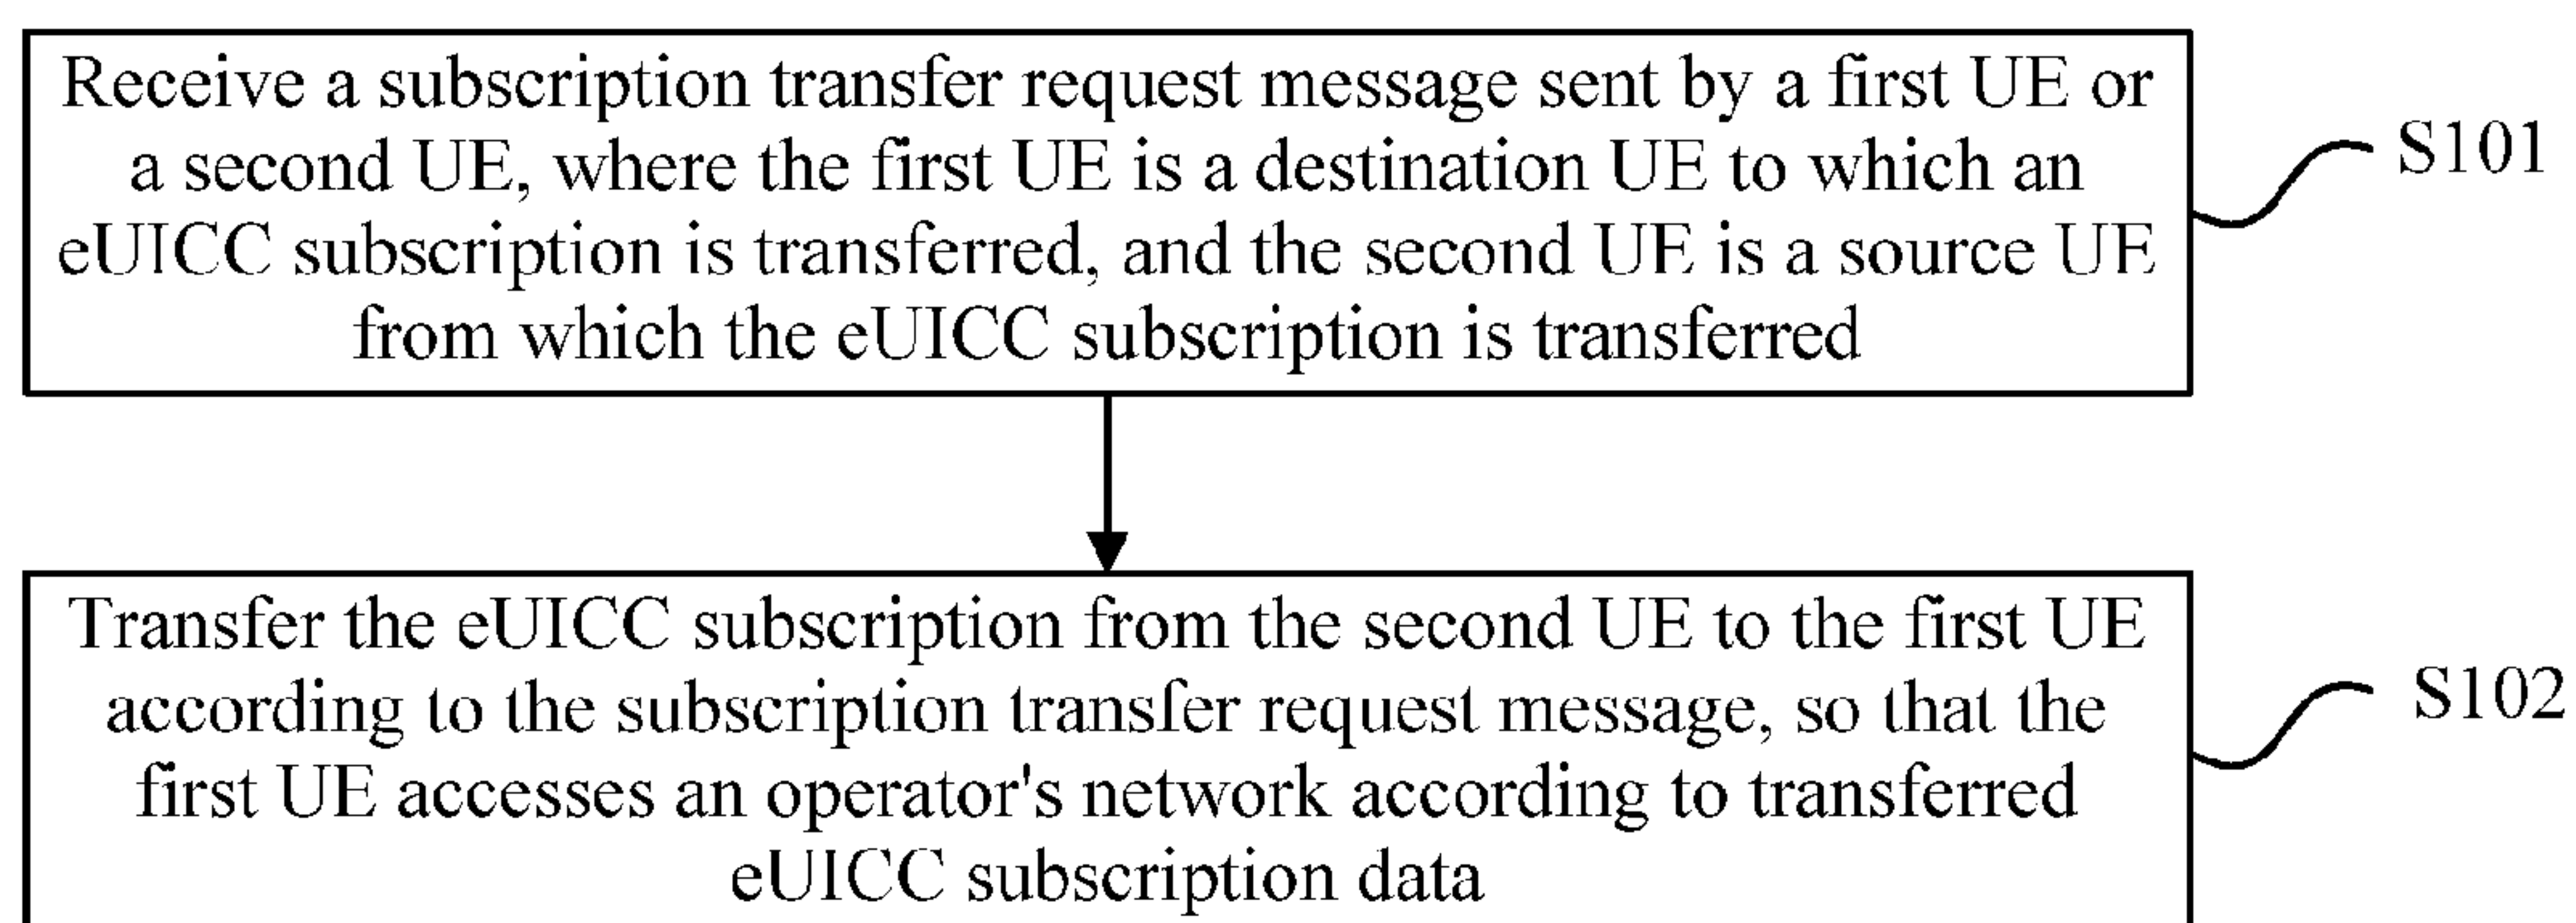 Receive a subscription transfer request message sent by a first UE or
a second UE, where the first UE is a destination UE to which an
eUICC subscription is transferred, and the second UE is a source UE
from which the eUICC subscription is transferred
S101
Transfer the eUICC subscription from the second UE to the first UE
according to the subscription transfer request message, so that the
first UE accesses an operator's network according to transferred
eUICC subscription data
S102